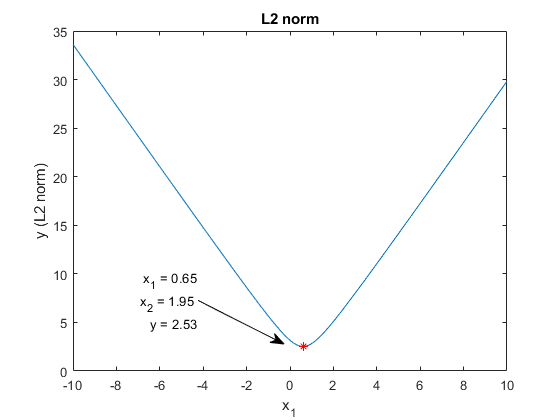 L2 norm
35
30
25
20
15
10
5
0
y (L2 norm)
x₁ = 0.65
x₂ = 1.95
y = 2.53
-10 -8 -6 -4 -2 0 2 4 6 8 10
x₁